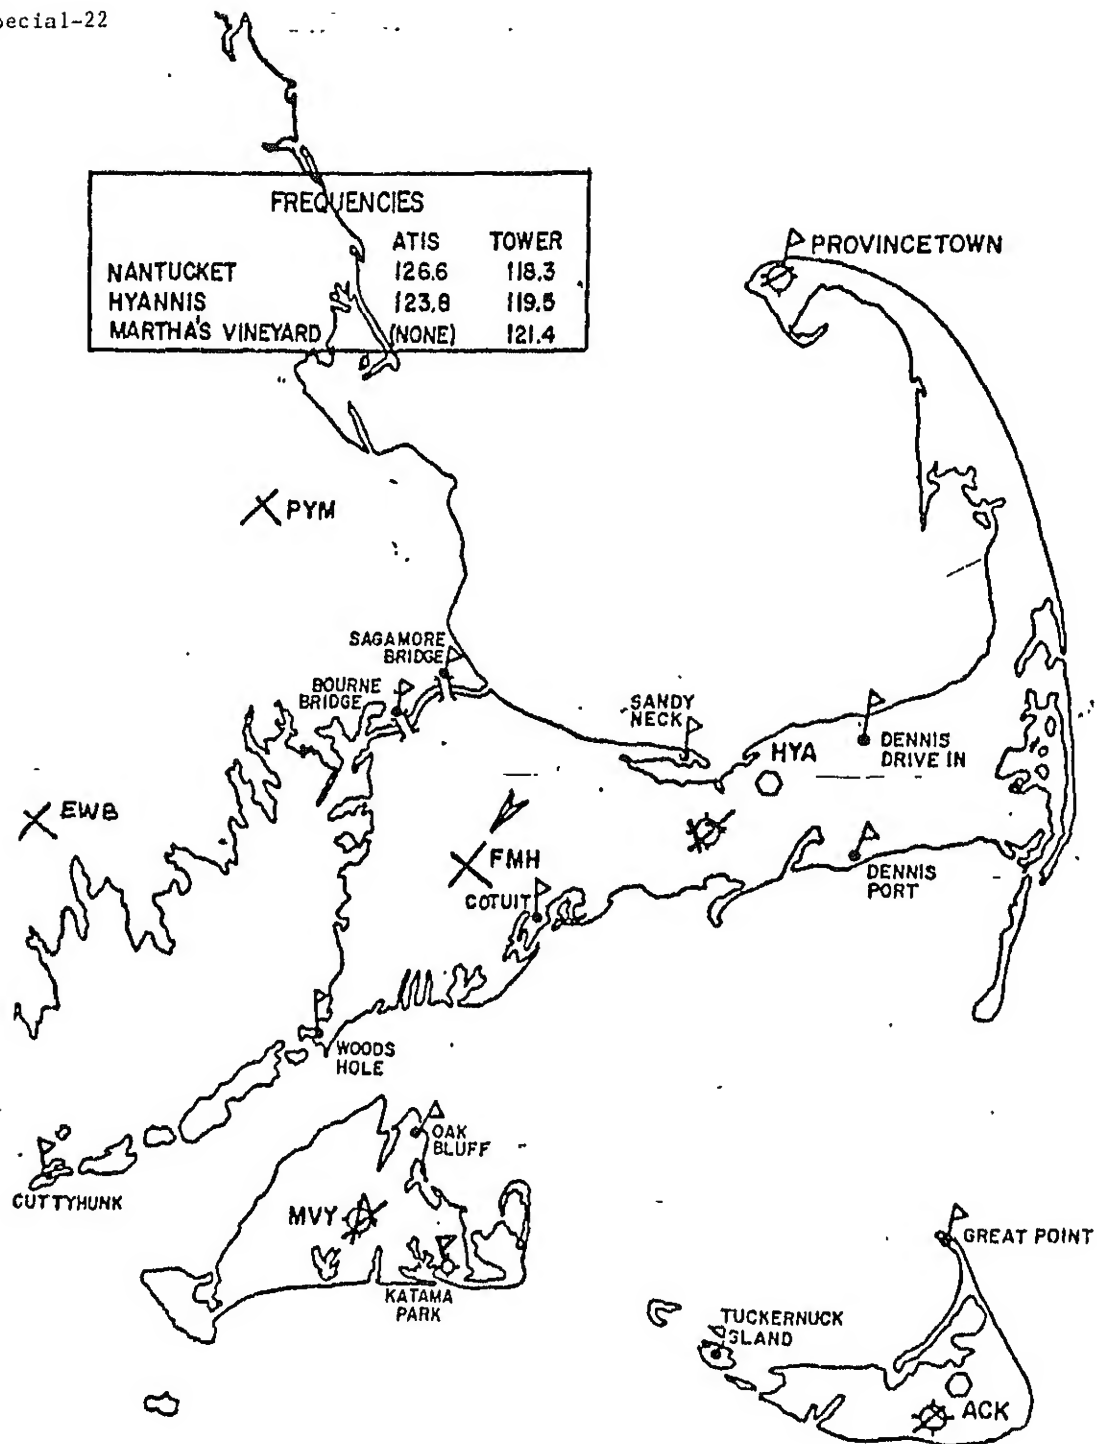 pecial-22
FREQUENCIES
ATIS TOWER
NANTUCKET 126.6 118.3
HYANNIS 123.8 119.5
MARTHA'S VINEYARD (NONE) 121.4
PROVINCETOWN
PYM
SAGAMORE
BRIDGE
BOURNE
BRIDGE
SANDY
NECK
HYA
DENNIS
DRIVE IN
EWB
FMH
COTUIT
DENNIS
PORT
WOODS
HOLE
OAK
BLUFF
CUTTYHUNK
MVY
KATAMA
PARK
GREAT POINT
TUCKERNUCK
ISLAND
ACK